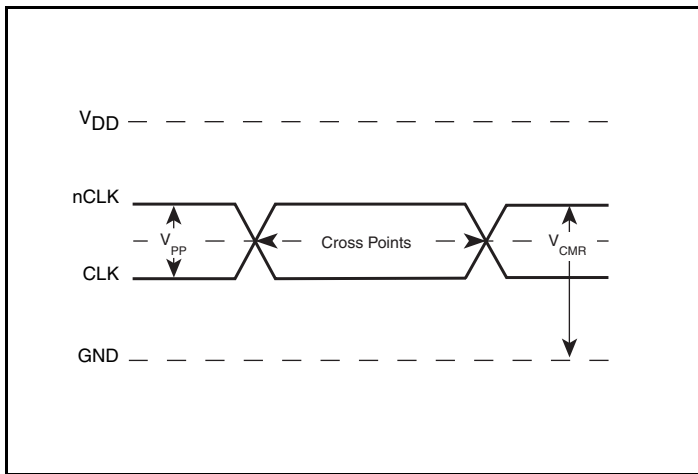 VDD
nCLK
VPP
Cross Points
VCMR
CLK
GND